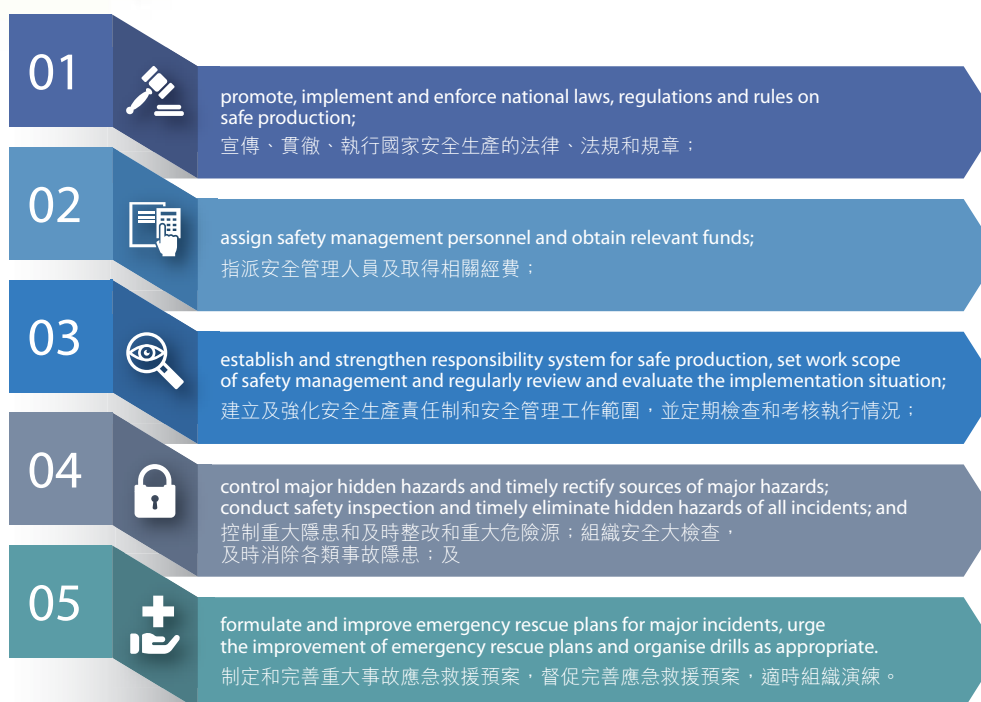 01
promote, implement and enforce national laws, regulations and rules on
safe production;
宣傳、貫徹、執行國家安全生產的法律、法規和規章；
02
assign safety management personnel and obtain relevant funds;
指派安全管理人員及取得相關經費；
03
establish and strengthen responsibility system for safe production, set work scope
of safety management and regularly review and evaluate the implementation situation;
建立及強化安全生產責任制和安全管理工作範圍，並定期檢查和考核執行情況；
04
control major hidden hazards and timely rectify sources of major hazards;
conduct safety inspection and timely eliminate hidden hazards of all incidents; and
控制重大隱患和及時整改和重大危險源；組織安全大檢查，
及時消除各類事故隱患；及
05
formulate and improve emergency rescue plans for major incidents, urge
the improvement of emergency rescue plans and organise drills as appropriate.
制定和完善重大事故應急救援預案，督促完善應急救援預案，適時組織演練。